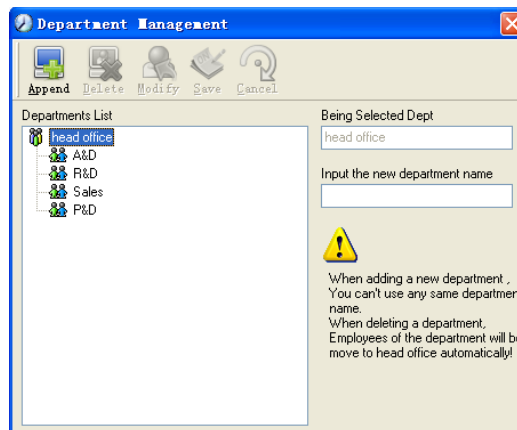 Department Management
Append Delete Modify Save Cancel
Departments List
head office
A&D
R&D
Sales
P&D
Being Selected Dept
head office
Input the new department name
When adding a new department ,
You can't use any same departmen
name.
When deleting a department,
Employees of the department will be
move to head office automatically!